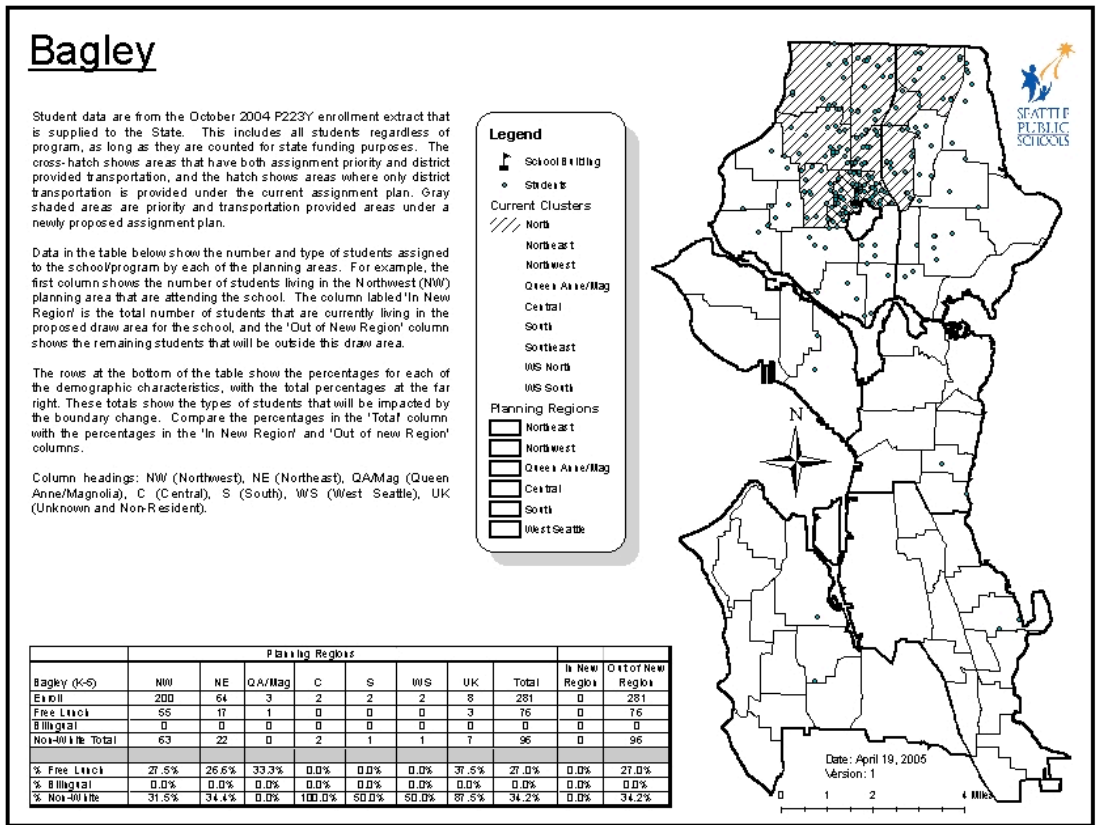 Bagley
Student data are from the October 2004 P223Y enrollment extract that
is supplied to the State. This includes all students regardless of
program, as long as they are counted for state funding purposes. The
cross-hatch shows areas that have both assignment priority and district
provided transportation, and the hatch shows areas where only district
transportation is provided under the current assignment plan. Gray
shaded areas are priority and transportation provided areas under a
newly proposed assignment plan.
Data in the table below show the number and type of students assigned
to the school/program by each of the planning areas. For example, the
first column shows the number of students living in the Northwest (NW)
planning area that are attending the school. The column labled 'In New
Region' is the total number of students that are currently living in the
proposed draw area for the school, and the 'Out of New Region' column
shows the remaining students that will be outside this draw area.
The rows at the bottom of the table show the percentages for each of
the demographic characteristics, with the total percentages at the far
right. These totals show the types of students that will be impacted by
the boundary change. Compare the percentages in the 'Total' column
with the percentages in the 'In New Region' and 'Out of new Region'
columns.
Column headings: NW (Northwest), NE (Northeast), QA/Mag (Queen
Anne/Magnolia), C (Central), S (South), WS (West Seattle), UK
(Unknown and Non-Resident).
Legend
School Building
Students
Current Clusters
North
Northeast
Northwest
Queen Anne/Mag
Central
South
Southeast
WS North
WS South
Planning Regions
Northeast
Northwest
Queen Anne/Mag
Central
South
West Seattle
SEATTLE
PUBLIC
SCHOOLS
N
Planning Regions
Bagley (K-5) NW NE QA/Mag C S WS UK Total In New Region Out of New Region
Enroll 200 64 3 2 2 2 8 281 0 281
Free Lunch 55 17 1 0 0 0 3 76 0 76
Bilingual 0 0 0 0 0 0 0 0 0 0
Non-White Total 63 22 0 2 1 1 7 96 0 96
% Free Lunch 27.5% 26.6% 33.3% 0.0% 0.0% 0.0% 37.5% 27.0% 0.0% 27.0%
% Bilingual 0.0% 0.0% 0.0% 0.0% 0.0% 0.0% 0.0% 0.0% 0.0% 0.0%
% Non-White 31.5% 34.4% 0.0% 100.0% 50.0% 50.0% 87.5% 34.2% 0.0% 34.2%
Date: April 19, 2005
Version: 1
0 1 2 4 Miles